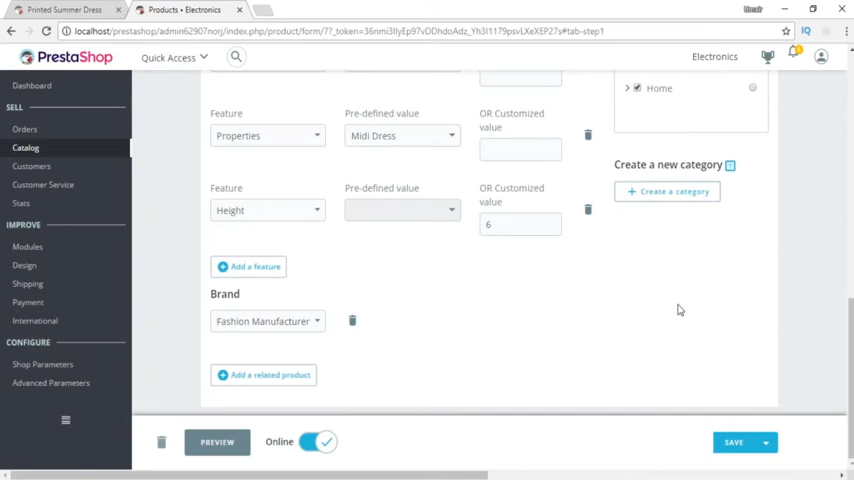 Printed Summer Dress
Products • Electronics
Umair
localhost/prestashop/admin62907norj/index.php/product/form/7?_token=36nmi3IlyEp97vDDhdoAdz_Yh3I1179psvLXeXEP27s#tab-step1
PrestaShop
Quick Access
Electronics
Dashboard
SELL
Orders
Catalog
Customers
Customer Service
Stats
IMPROVE
Modules
Design
Shipping
Payment
International
CONFIGURE
Shop Parameters
Advanced Parameters
Feature
Pre-defined value
OR Customized value
Properties
Midi Dress
Feature
Pre-defined value
OR Customized value
Height
6
Add a feature
Brand
Fashion Manufacturer
Add a related product
Home
Create a new category ?
+ Create a category
PREVIEW
Online
SAVE